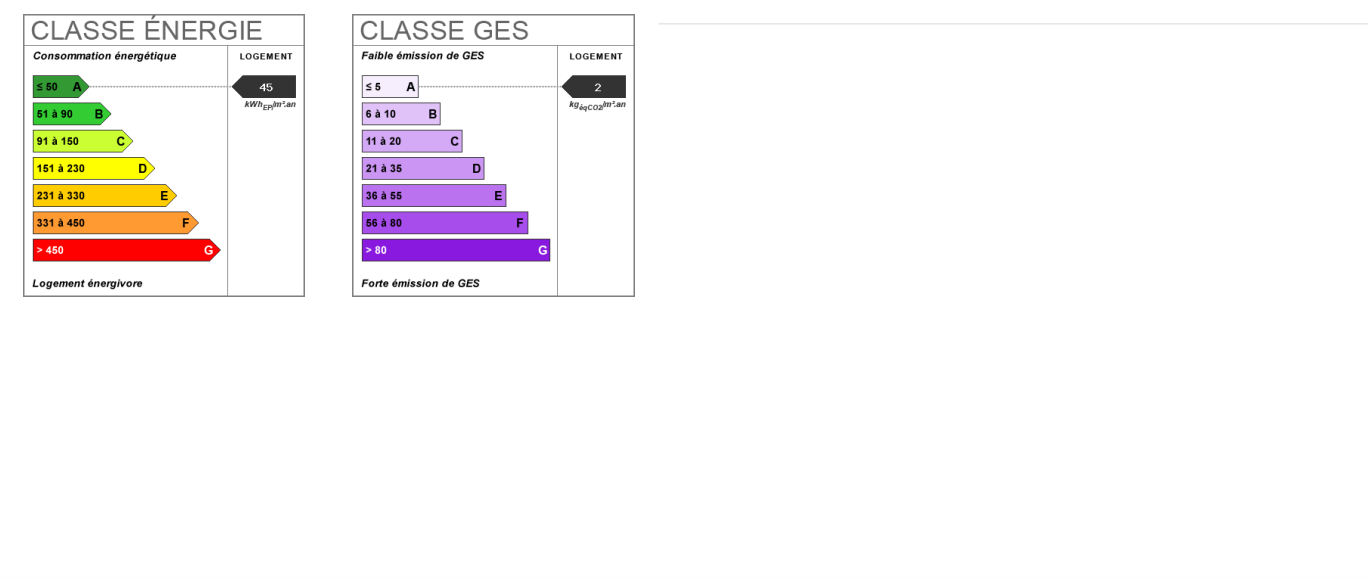 CLASSE ÉNERGIE
Consommation énergétique
LOGEMENT
≤ 50 A
45
kWhEP/m².an
51 à 90 B
91 à 150 C
151 à 230 D
231 à 330 E
331 à 450 F
> 450 G
Logement énergivore
CLASSE GES
Faible émission de GES
LOGEMENT
≤ 5 A
2
kgéqCO2/m².an
6 à 10 B
11 à 20 C
21 à 35 D
36 à 55 E
56 à 80 F
> 80 G
Forte émission de GES